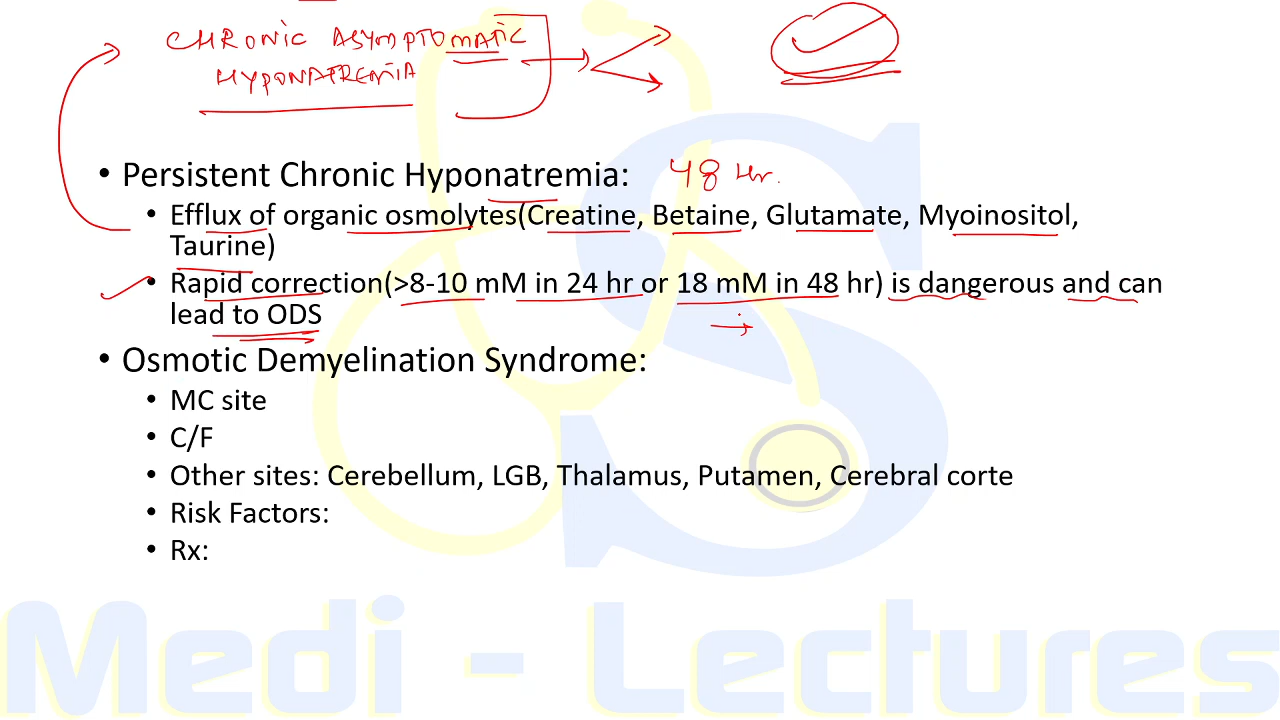 CHRONIC ASYMPTOMATIC
HYPONATREMIA
• Persistent Chronic Hyponatremia: 48 Hr.
• Efflux of organic osmolytes(Creatine, Betaine, Glutamate, Myoinositol,
Taurine)
• Rapid correction(>8-10 mM in 24 hr or 18 mM in 48 hr) is dangerous and can
lead to ODS
• Osmotic Demyelination Syndrome:
• MC site
• C/F
• Other sites: Cerebellum, LGB, Thalamus, Putamen, Cerebral corte
• Risk Factors:
• Rx:
Medi - Lectures